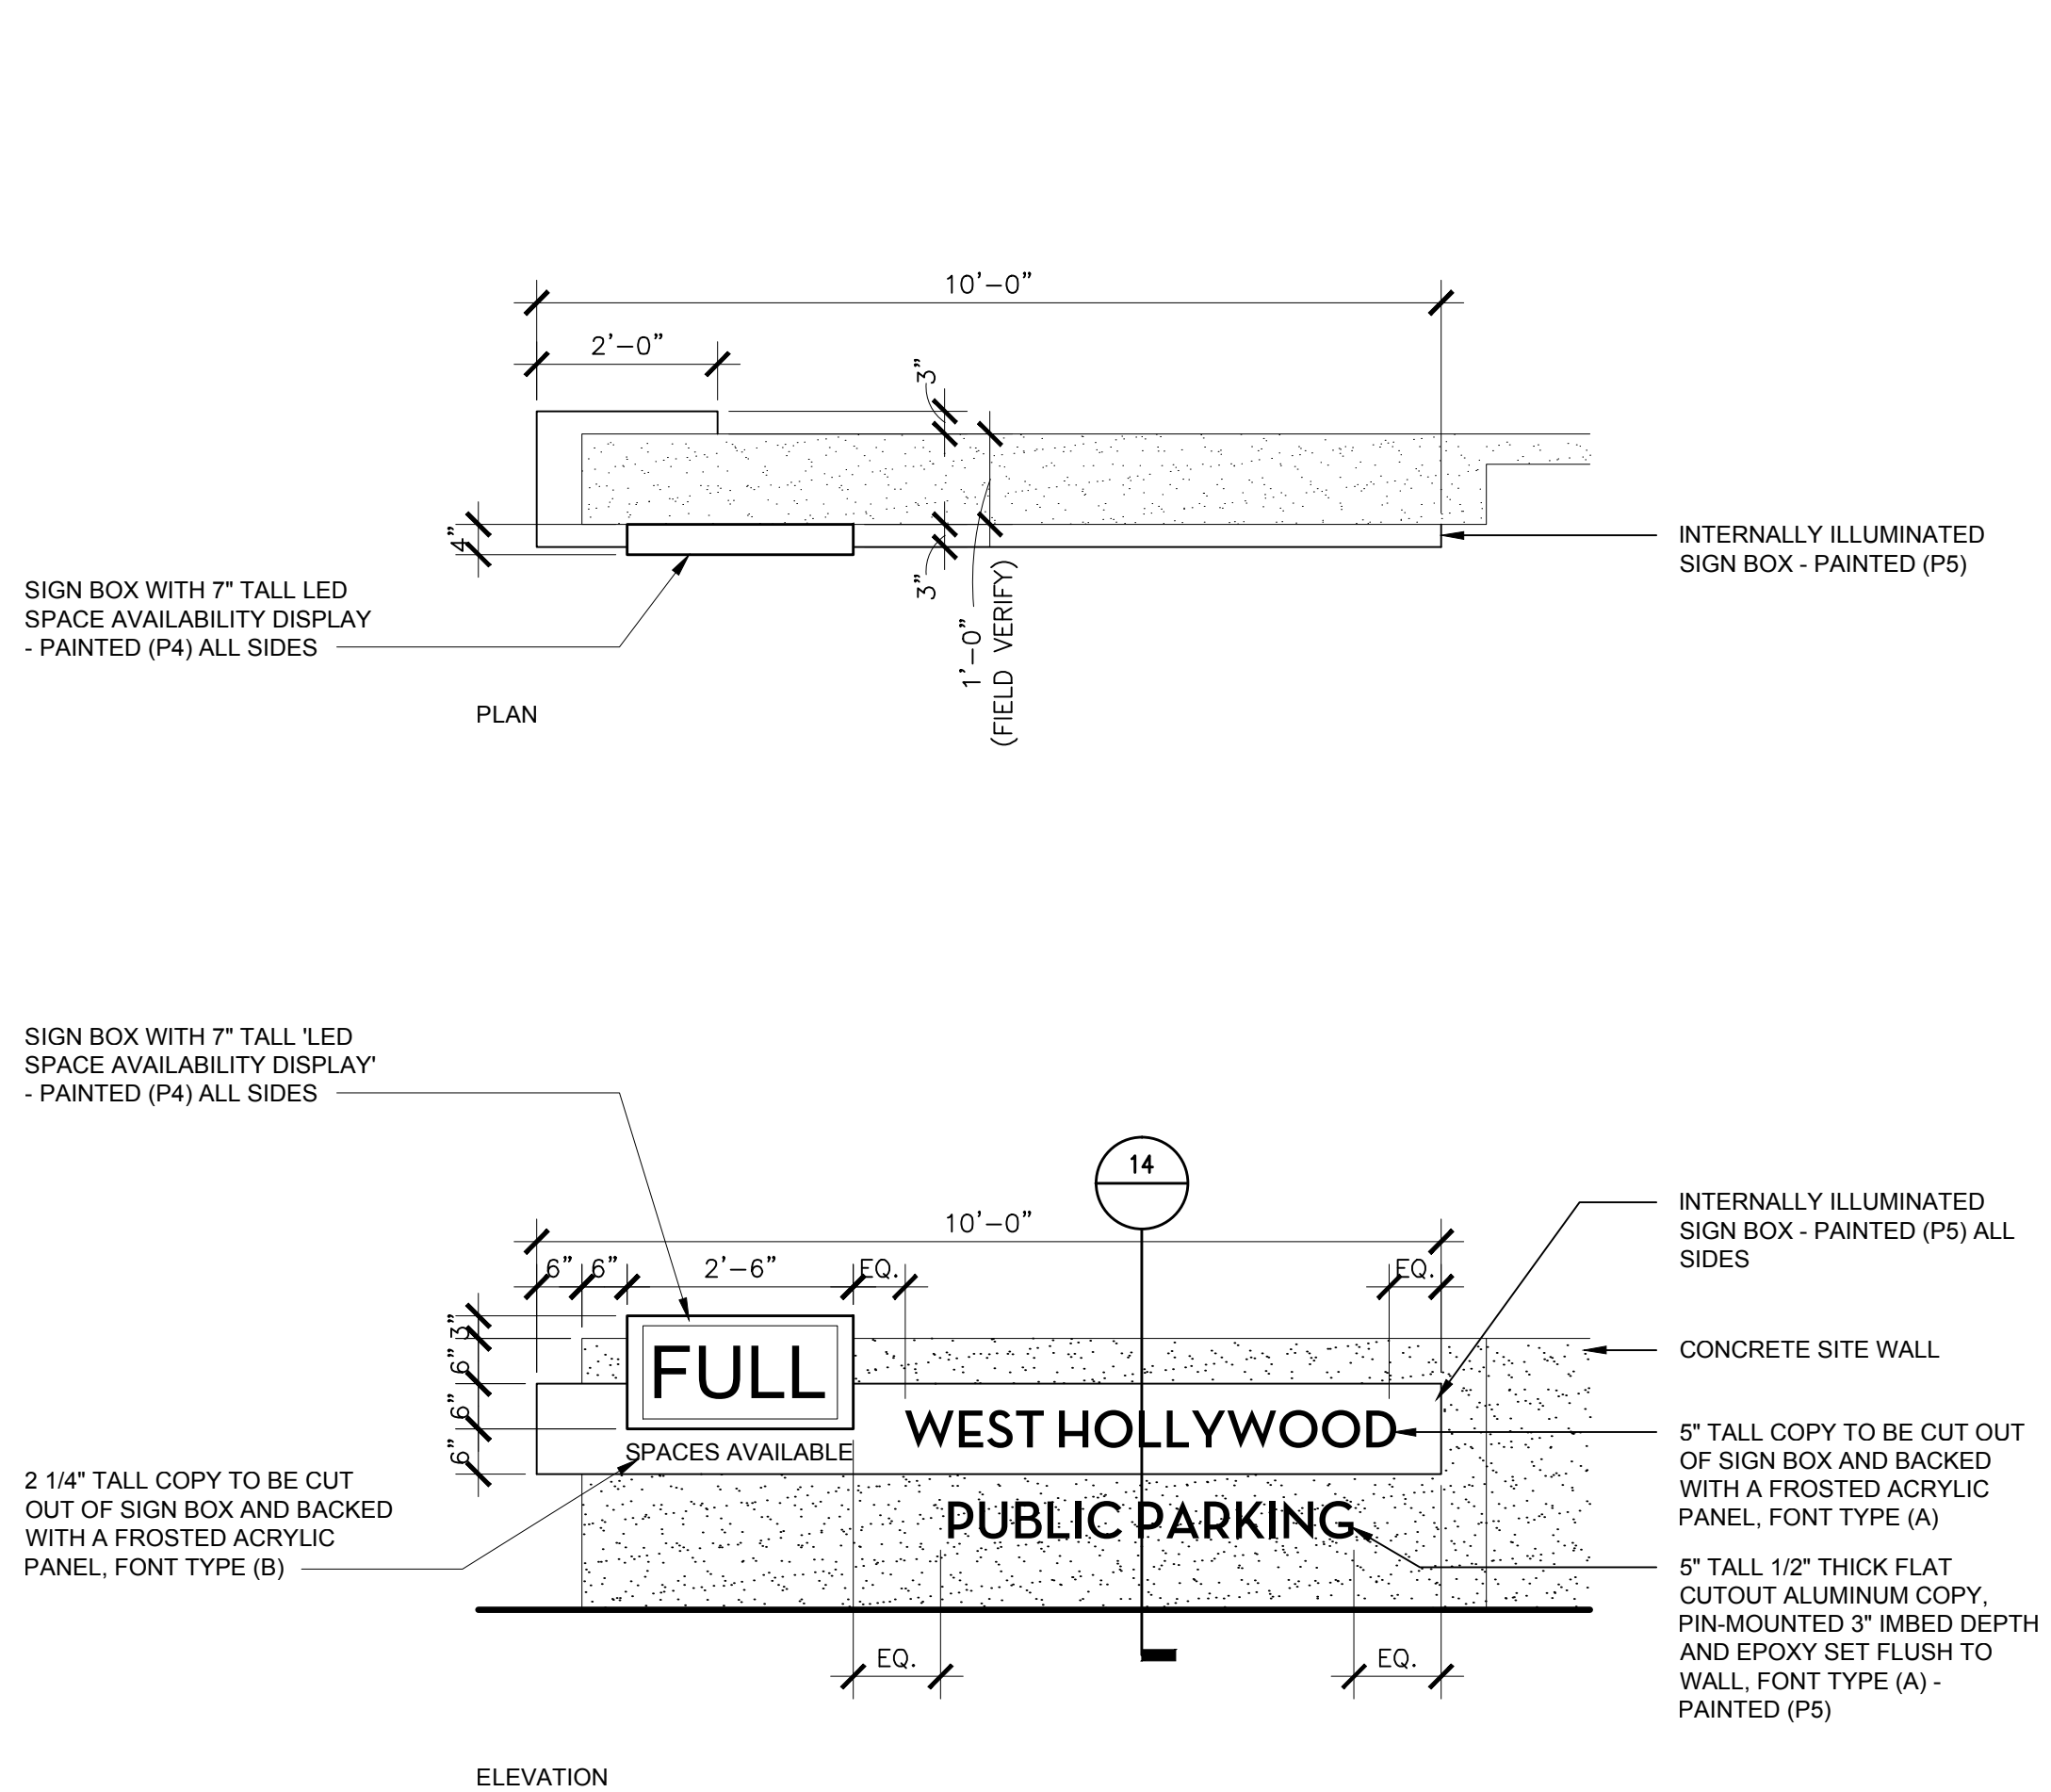 10'-0"
2'-0"
3"
4"
3"
1'-0"
(FIELD VERIFY)
INTERNALLY ILLUMINATED
SIGN BOX - PAINTED (P5)
SIGN BOX WITH 7" TALL LED
SPACE AVAILABILITY DISPLAY
- PAINTED (P4) ALL SIDES
PLAN
SIGN BOX WITH 7" TALL 'LED
SPACE AVAILABILITY DISPLAY'
- PAINTED (P4) ALL SIDES
14
10'-0"
6" 6" 2'-6" EQ. EQ.
3"
6"
6"
6"
FULL
SPACES AVAILABLE
WEST HOLLYWOOD
PUBLIC PARKING
INTERNALLY ILLUMINATED
SIGN BOX - PAINTED (P5) ALL
SIDES
CONCRETE SITE WALL
5" TALL COPY TO BE CUT OUT
OF SIGN BOX AND BACKED
WITH A FROSTED ACRYLIC
PANEL, FONT TYPE (A)
2 1/4" TALL COPY TO BE CUT
OUT OF SIGN BOX AND BACKED
WITH A FROSTED ACRYLIC
PANEL, FONT TYPE (B)
5" TALL 1/2" THICK FLAT
CUTOUT ALUMINUM COPY,
PIN-MOUNTED 3" IMBED DEPTH
AND EPOXY SET FLUSH TO
WALL, FONT TYPE (A) -
PAINTED (P5)
EQ. EQ.
ELEVATION